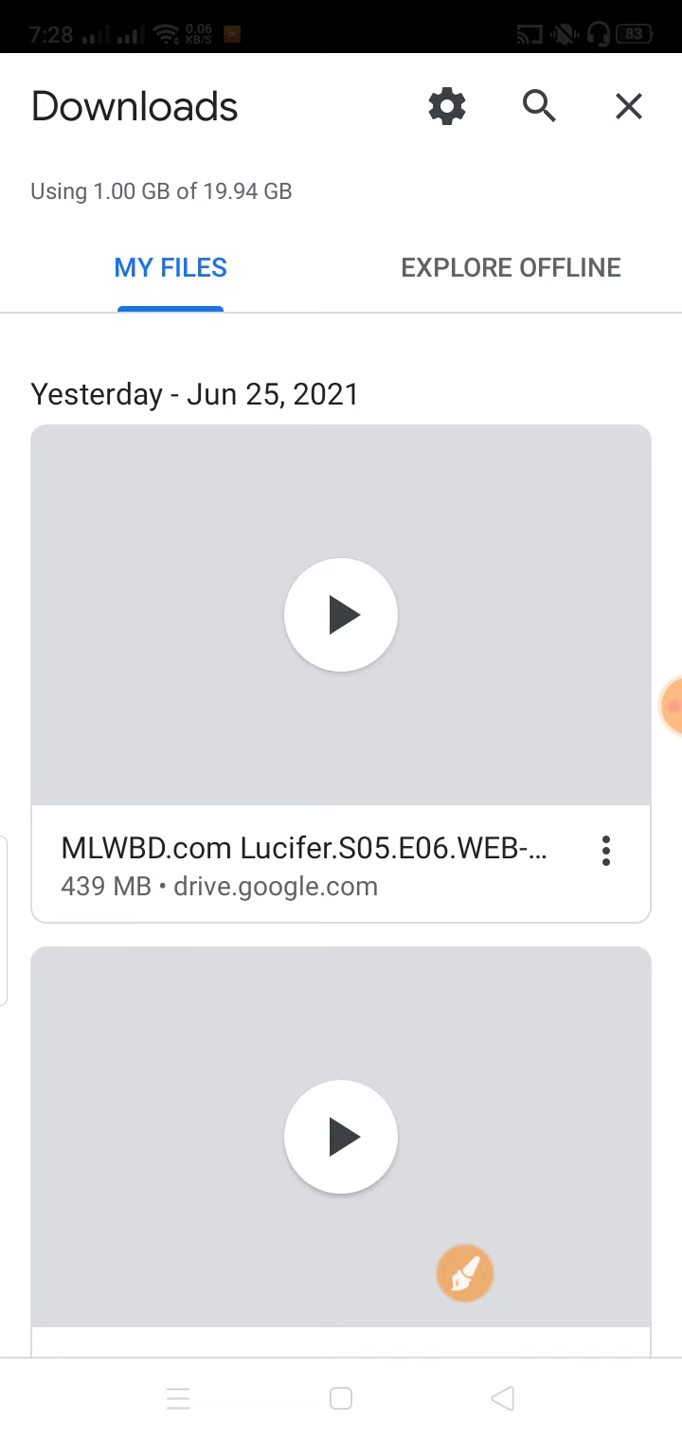 7:28 0.06 KB/S 83
Downloads
Using 1.00 GB of 19.94 GB
MY FILES EXPLORE OFFLINE
Yesterday - Jun 25, 2021
MLWBD.com Lucifer.S05.E06.WEB-...
439 MB • drive.google.com